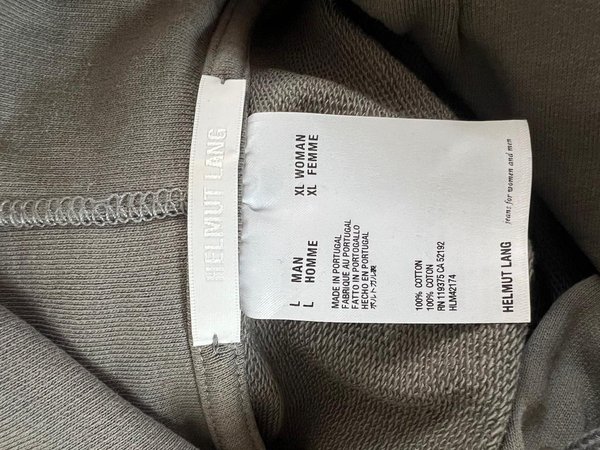 HELMUT LANG
L MAN XL WOMAN
L HOMME XL FEMME
MADE IN PORTUGAL
FABRIQUE AU PORTUGAL
FATTO IN PORTOGALLO
HECHO EN PORTUGAL
ポルトガル製
100% COTTON
100% COTON
RN 119375 CA 52192
HLM42174
HELMUT LANG jeans for women and men